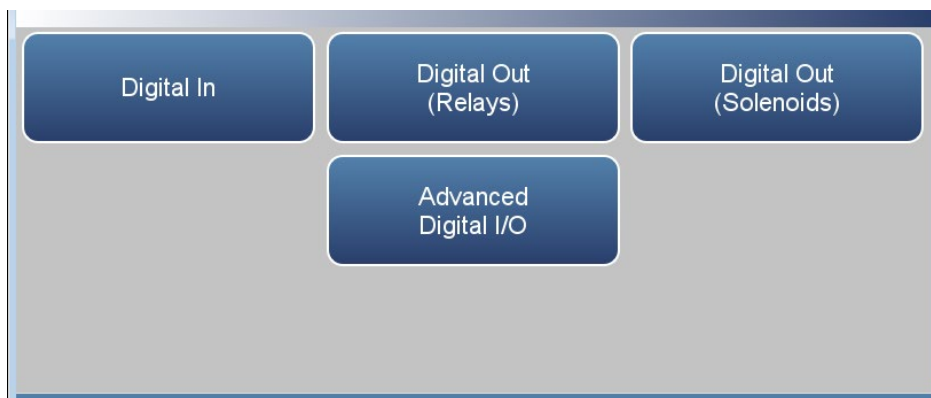 Digital In
Digital Out
(Relays)
Digital Out
(Solenoids)
Advanced
Digital I/O